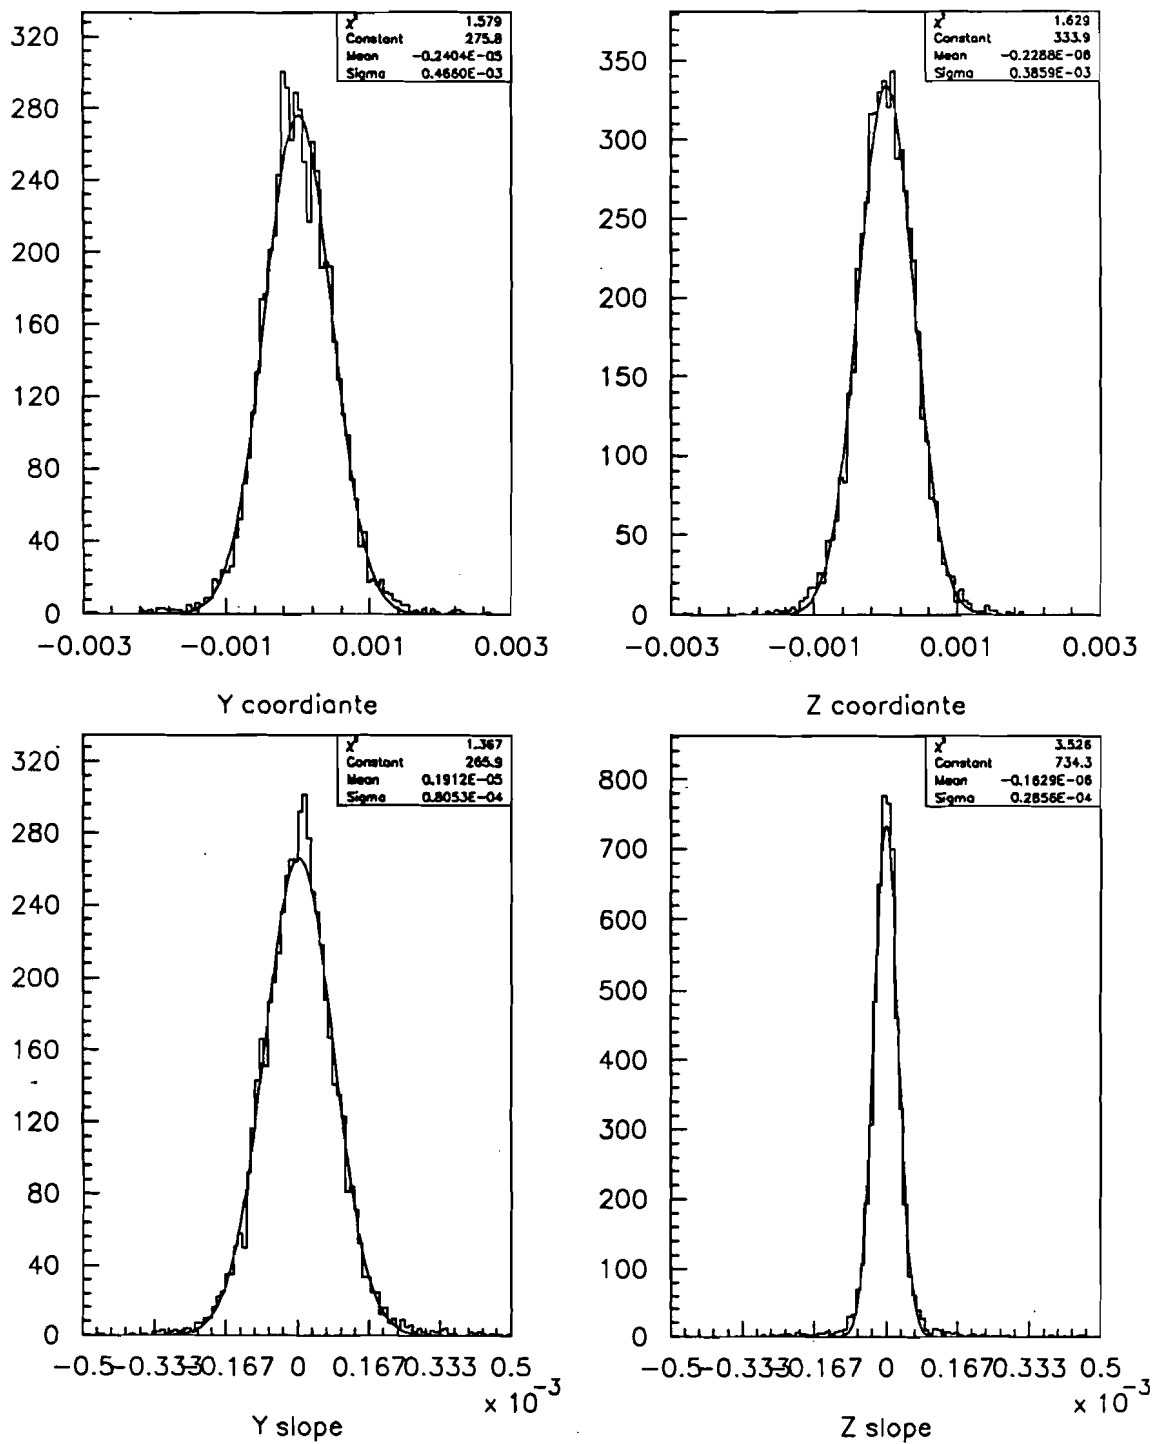 χ² 1.579
Constant 275.8
Mean -0.2404E-05
Sigma 0.4660E-03
320
280
240
200
160
120
80
40
0
-0.003 -0.001 0.001 0.003
Y coordiante
χ² 1.629
Constant 333.9
Mean -0.2288E-06
Sigma 0.3859E-03
350
300
250
200
150
100
50
0
-0.003 -0.001 0.001 0.003
Z coordiante
χ² 1.367
Constant 265.9
Mean 0.1912E-05
Sigma 0.8053E-04
320
280
240
200
160
120
80
40
0
-0.5 -0.333 -0.167 0 0.167 0.333 0.5
x 10⁻³
Y slope
χ² 3.526
Constant 734.3
Mean -0.1629E-06
Sigma 0.2856E-04
800
700
600
500
400
300
200
100
0
-0.5 -0.333 -0.167 0 0.167 0.333 0.5
x 10⁻³
Z slope